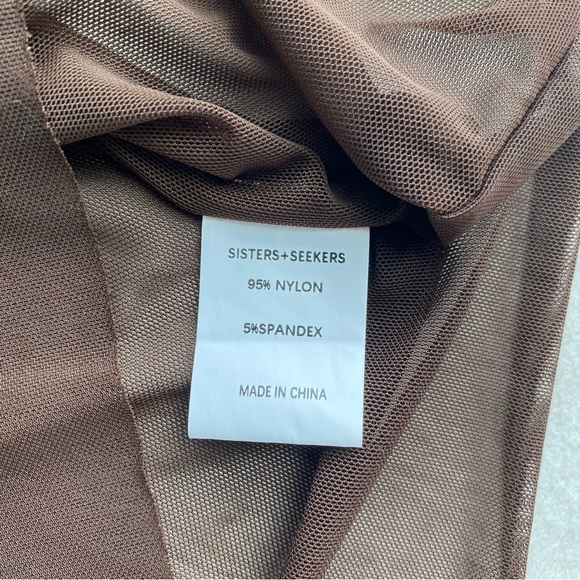 SISTERS+SEEKERS
95% NYLON
5%SPANDEX
MADE IN CHINA